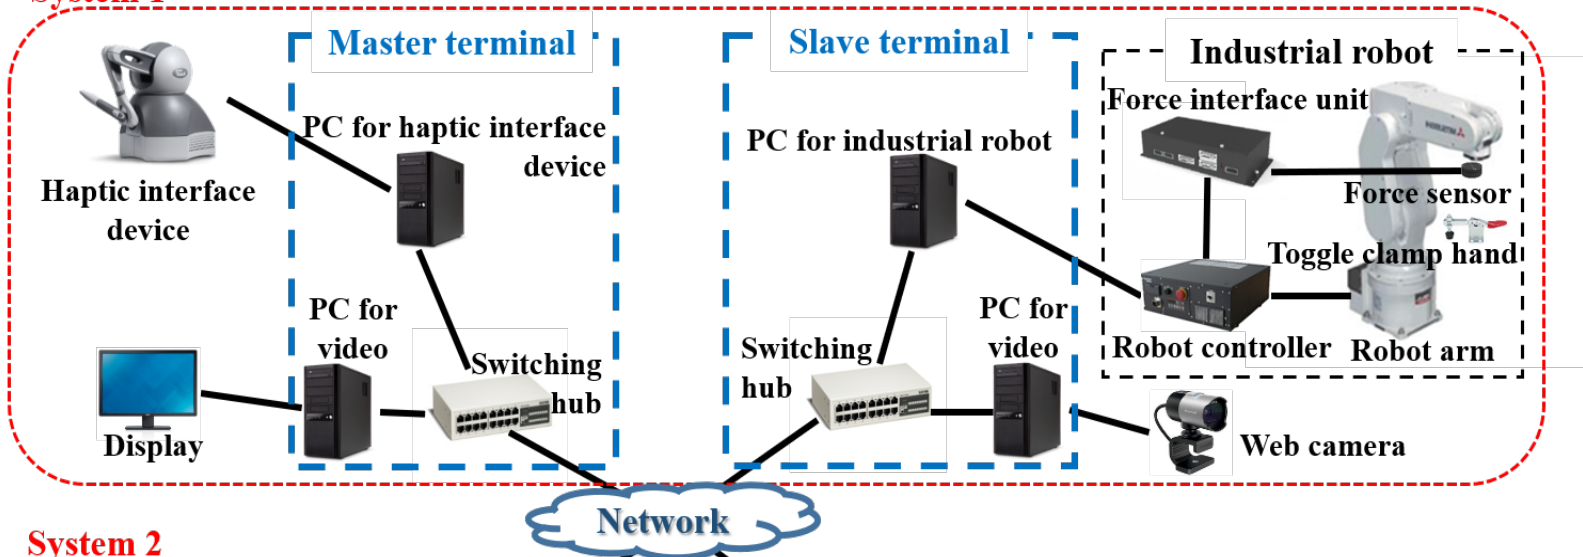 System 1
Master terminal
Slave terminal
Industrial robot
Force interface unit
PC for haptic interface
device
PC for industrial robot
Haptic interface
device
Force sensor
Toggle clamp hand
PC for
video
Switching
hub
Switching
hub
PC for
video
Robot controller
Robot arm
Display
Web camera
Network
System 2